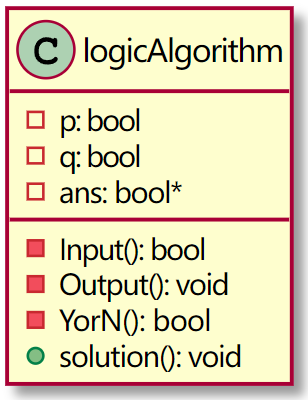 C logicAlgorithm
p: bool
q: bool
ans: bool*
Input(): bool
Output(): void
YorN(): bool
solution(): void